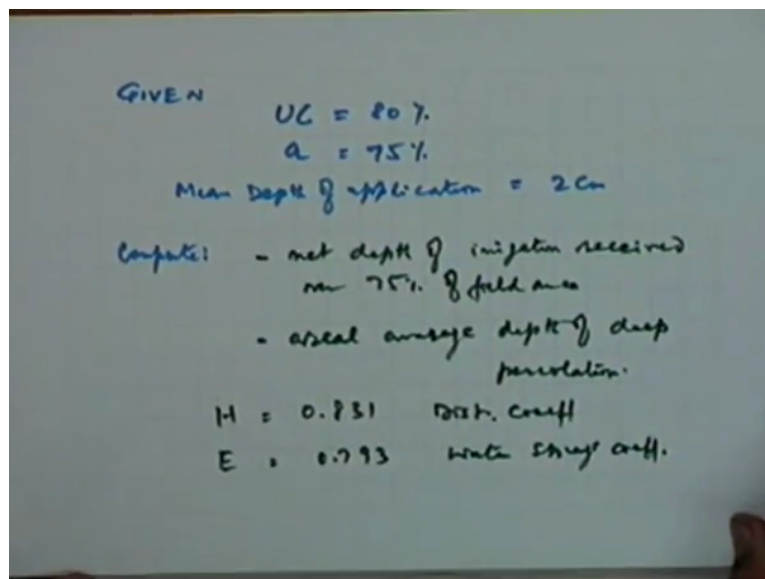 GIVEN
UC = 80 %.
a = 75 %.
Mean Depth of application = 2 cm
Compute: - net depth of irrigation received
over 75% of field area
- areal average depth of deep
percolation.
H = 0.831 Distr. coeff
E = 0.793 Water storage coeff.